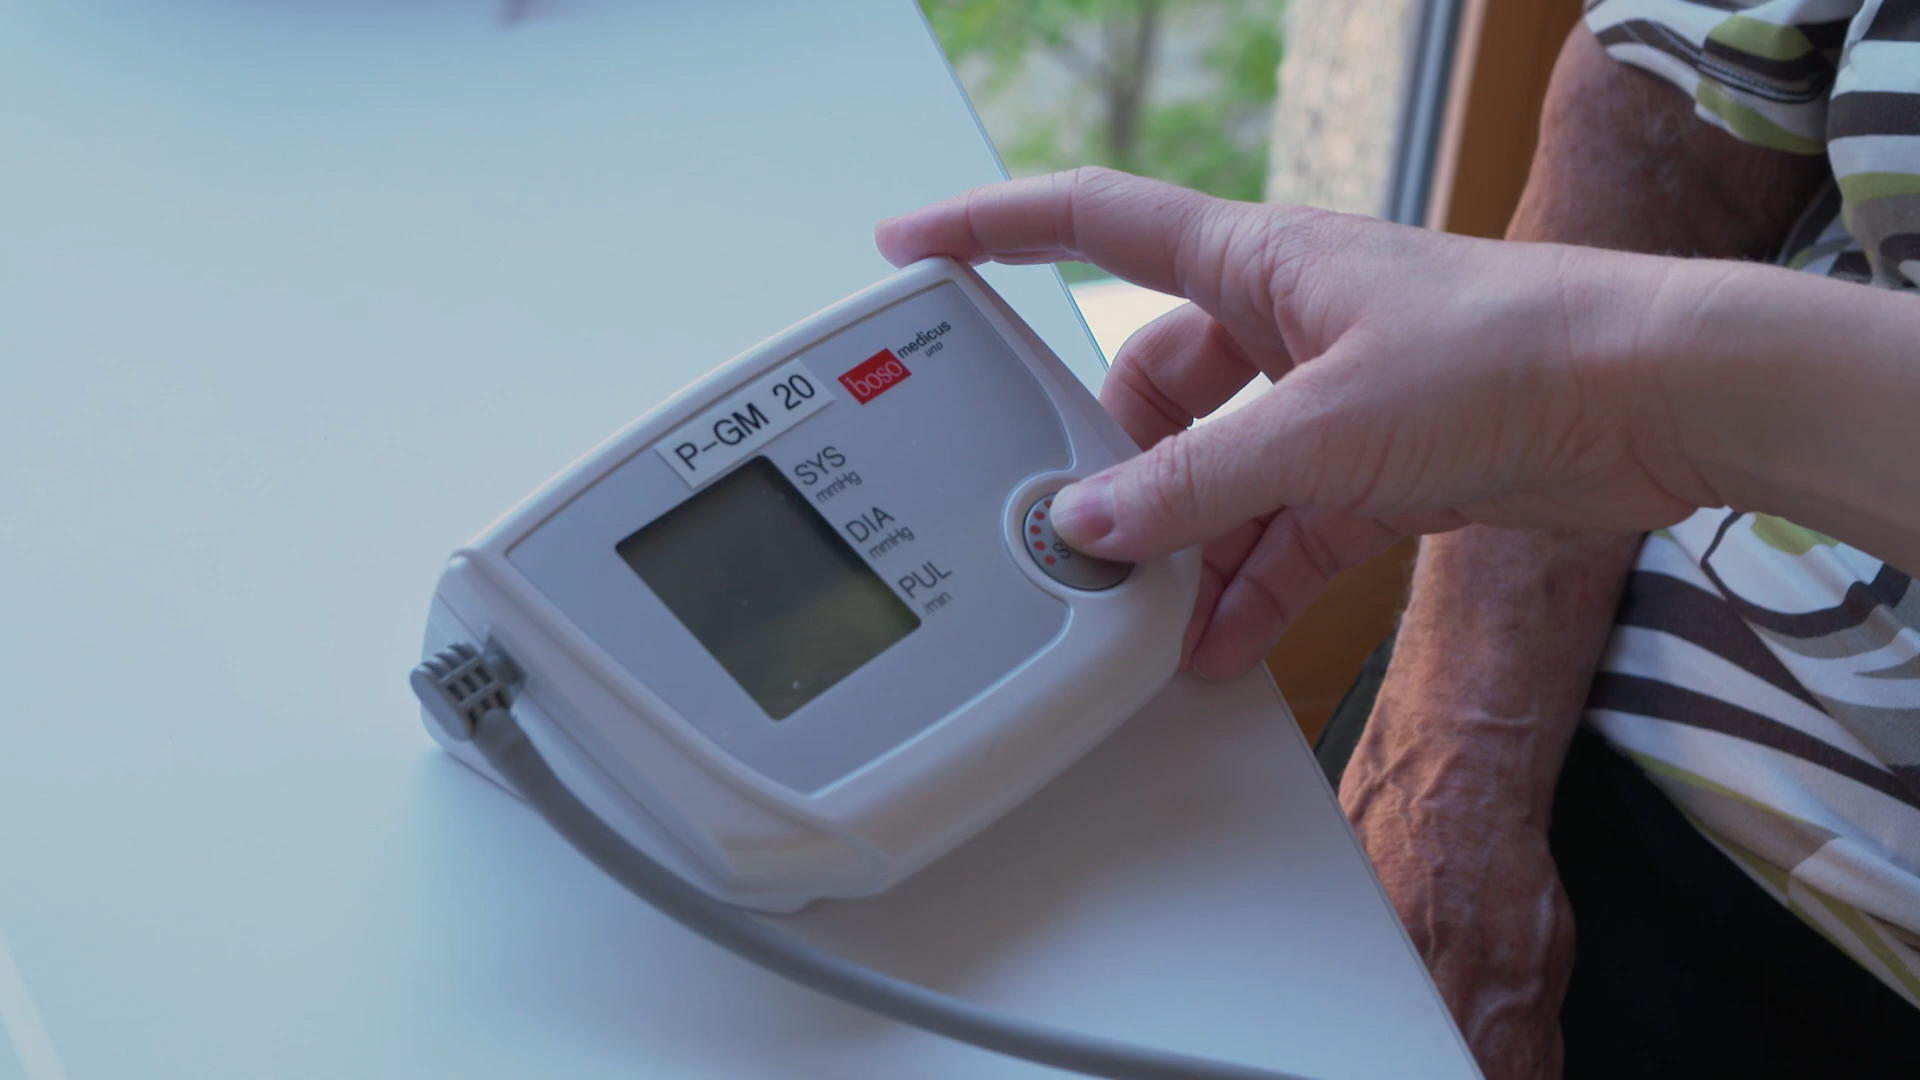 boso medicus
uno
P-GM 20
SYS
mmHg
DIA
mmHg
PUL
/min